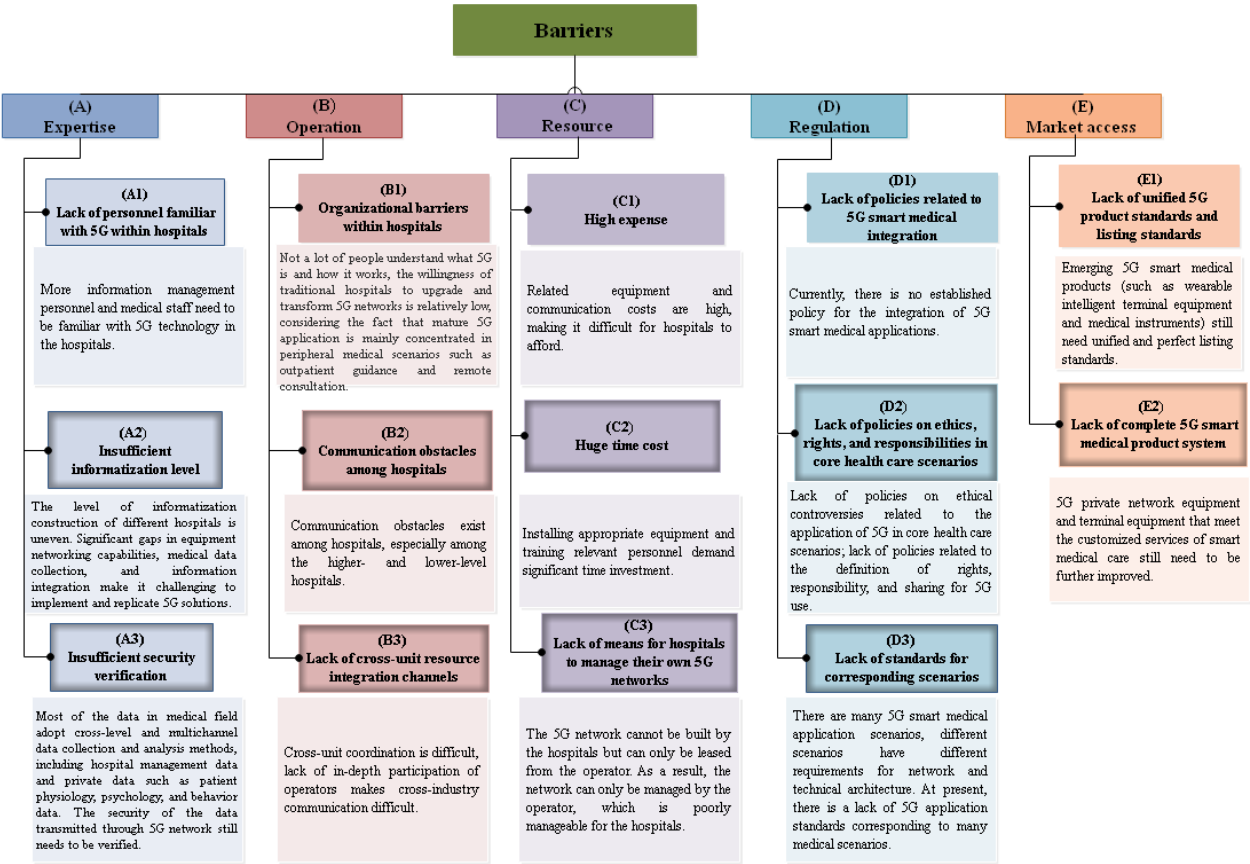 Barriers
(A)
Expertise
(A1)
Lack of personnel familiar
with 5G within hospitals
More information management
personnel and medical staff need to
be familiar with 5G technology in
the hospitals.
(A2)
Insufficient
informatization level
The level of informatization
construction of different hospitals is
uneven. Significant gaps in equipment
networking capabilities, medical data
collection, and information
integration make it challenging to
implement and replicate 5G solutions.
(A3)
Insufficient security
verification
Most of the data in medical field
adopt cross-level and multichannel
data collection and analysis methods,
including hospital management data
and private data such as patient
physiology, psychology, and behavior
data. The security of the data
transmitted through 5G network still
needs to be verified.
(B)
Operation
(B1)
Organizational barriers
within hospitals
Not a lot of people understand what 5G
is and how it works, the willingness of
traditional hospitals to upgrade and
transform 5G networks is relatively low,
considering the fact that mature 5G
application is mainly concentrated in
peripheral medical scenarios such as
outpatient guidance and remote
consultation.
(B2)
Communication obstacles
among hospitals
Communication obstacles exist
among hospitals, especially among
the higher- and lower-level
hospitals.
(B3)
Lack of cross-unit resource
integration channels
Cross-unit coordination is difficult,
lack of in-depth participation of
operators makes cross-industry
communication difficult.
(C)
Resource
(C1)
High expense
Related equipment and
communication costs are high,
making it difficult for hospitals to
afford.
(C2)
Huge time cost
Installing appropriate equipment and
training relevant personnel demand
significant time investment.
(C3)
Lack of means for hospitals
to manage their own 5G
networks
The 5G network cannot be built by
the hospitals but can only be leased
from the operator. As a result, the
network can only be managed by the
operator, which is poorly
manageable for the hospitals.
(D)
Regulation
(D1)
Lack of policies related to
5G smart medical
integration
Currently, there is no established
policy for the integration of 5G
smart medical applications.
(D2)
Lack of policies on ethics,
rights, and responsibilities in
core health care scenarios
Lack of policies on ethical
controversies related to the
application of 5G in core health care
scenarios; lack of policies related to
the definition of rights,
responsibility, and sharing for 5G
use.
(D3)
Lack of standards for
corresponding scenarios
There are many 5G smart medical
application scenarios, different
scenarios have different
requirements for network and
technical architecture. At present,
there is a lack of 5G application
standards corresponding to many
medical scenarios.
(E)
Market access
(E1)
Lack of unified 5G
product standards and
listing standards
Emerging 5G smart medical
products (such as wearable
intelligent terminal equipment
and medical instruments) still
need unified and perfect listing
standards.
(E2)
Lack of complete 5G smart
medical product system
5G private network equipment
and terminal equipment that meet
the customized services of smart
medical care still need to be
further improved.